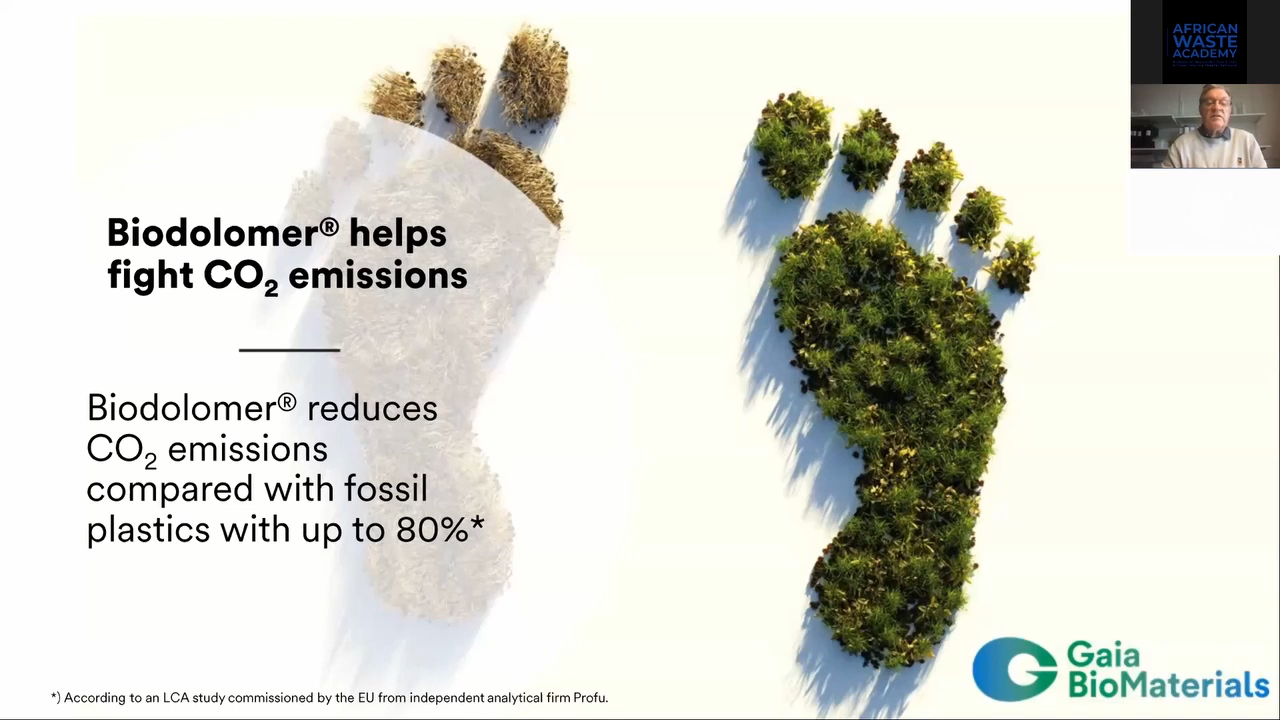 Biodolomer® helps
fight CO₂ emissions
Biodolomer® reduces
CO₂ emissions
compared with fossil
plastics with up to 80%*
*) According to an LCA study commissioned by the EU from independent analytical firm Profu.
Gaia
BioMaterials
AFRICAN
WASTE
ACADEMY